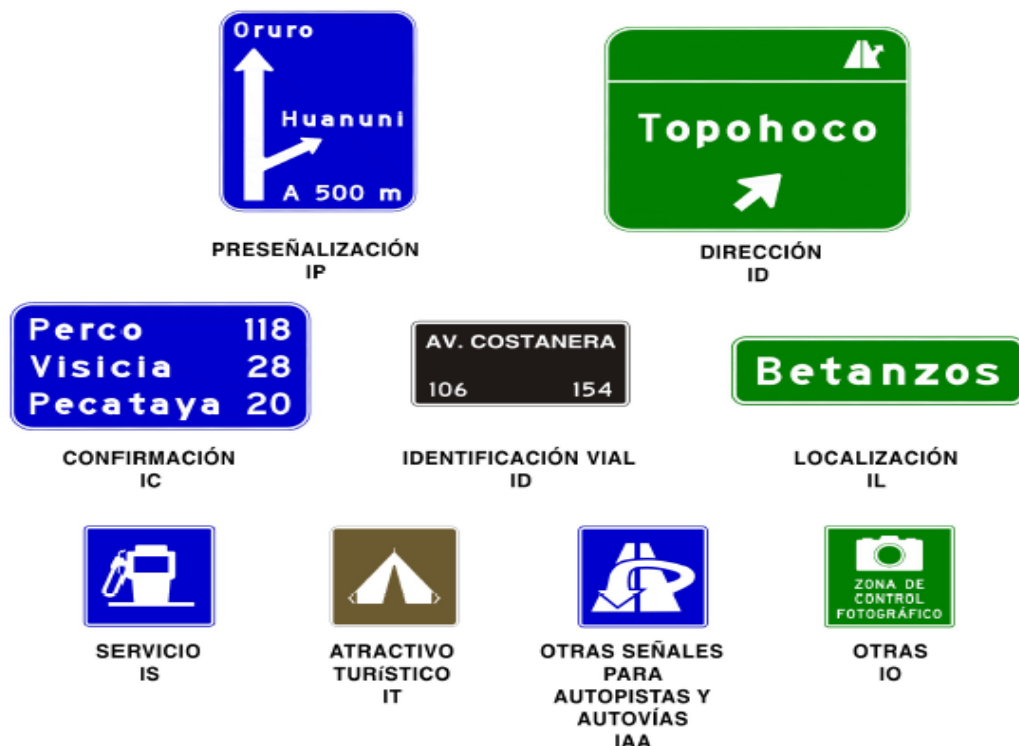 Oruro
Huanuni
A 500 m
PRESEÑALIZACIÓN
IP
Topohoco
DIRECCIÓN
ID
Perco 118
Visicia 28
Pecataya 20
CONFIRMACIÓN
IC
AV. COSTANERA
106 154
IDENTIFICACIÓN VIAL
ID
Betanzos
LOCALIZACIÓN
IL
SERVICIO
IS
ATRACTIVO
TURíSTICO
IT
OTRAS SEÑALES
PARA
AUTOPISTAS Y
AUTOVÍAS
IAA
ZONA DE
CONTROL
FOTOGRÁFICO
OTRAS
IO